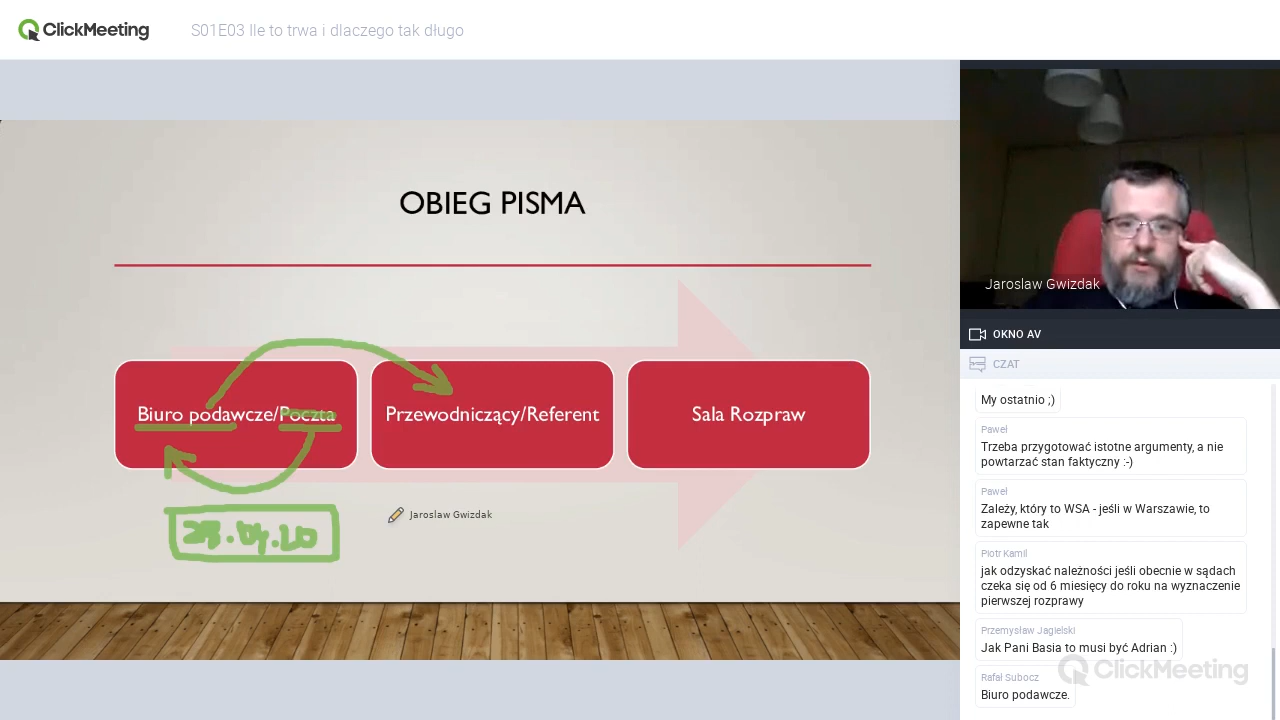 ClickMeeting
S01E03 Ile to trwa i dlaczego tak długo
OBIEG PISMA
Biuro podawcze/Poczta
Przewodniczący/Referent
Sala Rozpraw
Jaroslaw Gwizdak
Jaroslaw Gwizdak
OKNO AV
CZAT
My ostatnio ;)
Paweł
Trzeba przygotować istotne argumenty, a nie
powtarzać stan faktyczny :-)
Paweł
Zależy, który to WSA - jeśli w Warszawie, to
zapewne tak
Piotr Kamil
jak odzyskać należności jeśli obecnie w sądach
czeka się od 6 miesięcy do roku na wyznaczenie
pierwszej rozprawy
Przemysław Jagielski
Jak Pani Basia to musi być Adrian :)
ClickMeeting
Rafał Subocz
Biuro podawcze.